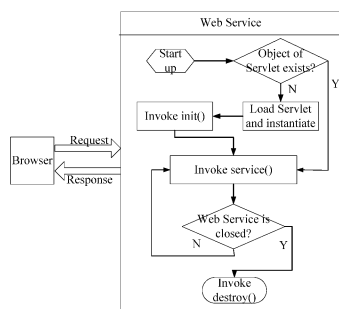 Web Service
Start
up
Object of
Servlet exists?
Y
N
Load Servlet
and instantiate
Invoke init()
Request
Browser
Response
Invoke service()
Web Service is
closed?
N
Y
Invoke
destroy()